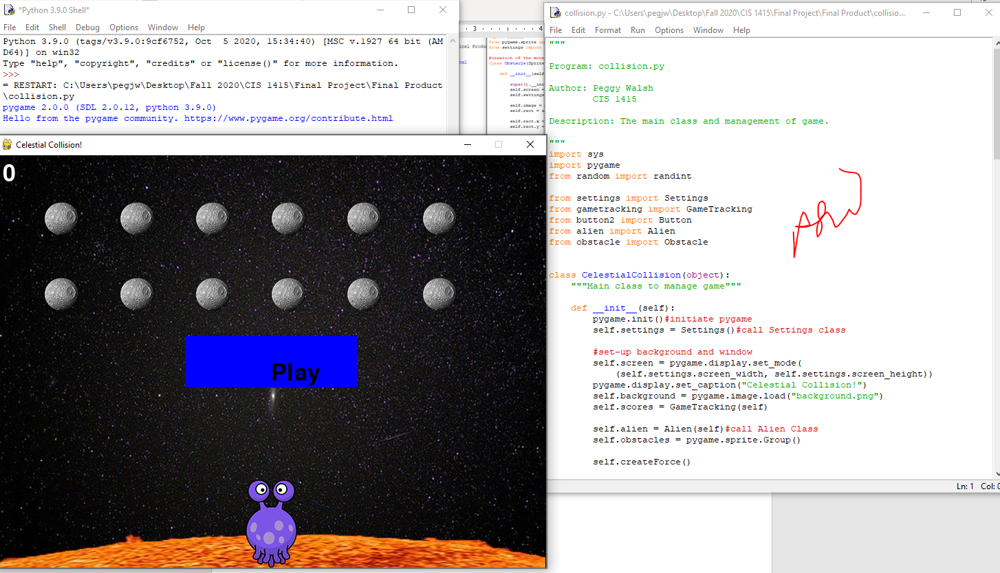 *Python 3.9.0 Shell*
File Edit Shell Debug Options Window Help
Python 3.9.0 (tags/v3.9.0:9cf6752, Oct  5 2020, 15:34:40) [MSC v.1927 64 bit (AM
D64)] on win32
Type "help", "copyright", "credits" or "license()" for more information.
>>>
= RESTART: C:\Users\pegjw\Desktop\Fall 2020\CIS 1415\Final Project\Final Product
\collision.py
pygame 2.0.0 (SDL 2.0.12, python 3.9.0)
Hello from the pygame community. https://www.pygame.org/contribute.html
3 4
from pygame.sprite
from settings import
#creation of the moon
class Obstacle(Sprite
def __init__(self
super().__ini
self.screen =
self.settings
self.image =
self.rect =
self.rect.x =
self.rect.y =
Celestial Collision!
0
Play
collision.py - C:\Users\pegjw\Desktop\Fall 2020\CIS 1415\Final Project\Final Product\collisio...
File Edit Format Run Options Window Help
"""
Program: collision.py
Author: Peggy Walsh
CIS 1415
Description: The main class and management of game.
"""
import sys
import pygame
from random import randint
from settings import Settings
from gametracking import GameTracking
from button2 import Button
from alien import Alien
from obstacle import Obstacle
class CelestialCollision(object):
"""Main class to manage game"""
def __init__(self):
pygame.init()#initiate pygame
self.settings = Settings()#call Settings class
#set-up background and window
self.screen = pygame.display.set_mode(
(self.settings.screen_width, self.settings.screen_height))
pygame.display.set_caption("Celestial Collision!")
self.background = pygame.image.load("background.png")
self.scores = GameTracking(self)
self.alien = Alien(self)#call Alien Class
self.obstacles = pygame.sprite.Group()
self.createForce()
Ln: 1 Col: 0